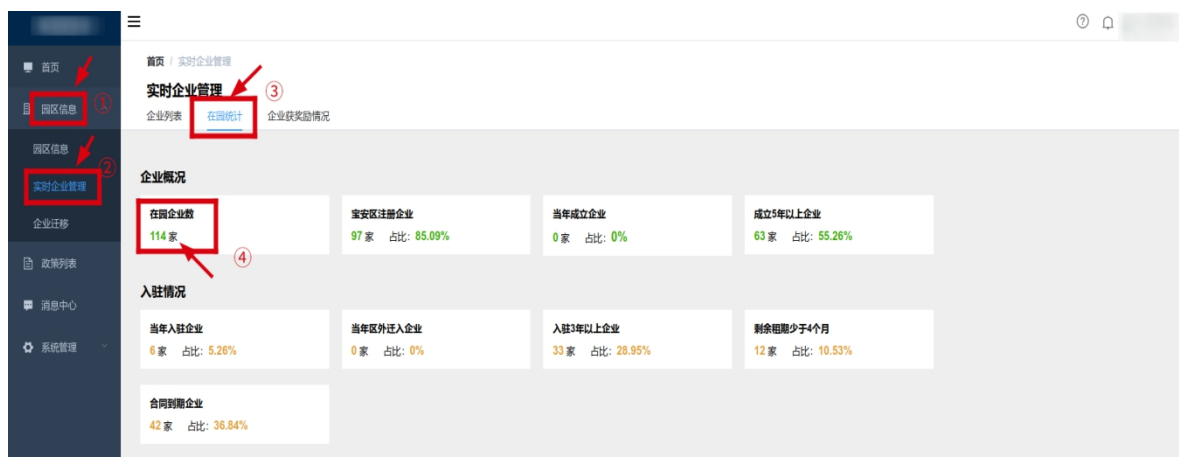 首页 / 实时企业管理
首页
实时企业管理
③
园区信息
①
企业列表 在园统计 企业获奖励情况
园区信息
②
实时企业管理
企业迁移
政策列表
消息中心
系统管理
企业概况
在园企业数
114 家
④
宝安区注册企业
97 家 占比: 85.09%
当年成立企业
0 家 占比: 0%
成立5年以上企业
63 家 占比: 55.26%
入驻情况
当年入驻企业
6 家 占比: 5.26%
当年区外迁入企业
0 家 占比: 0%
入驻3年以上企业
33 家 占比: 28.95%
剩余租期少于4个月
12 家 占比: 10.53%
合同到期企业
42 家 占比: 36.84%